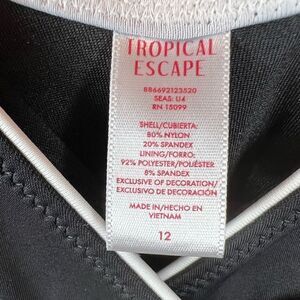 TROPICAL
ESCAPE
886692123520
SEAS: U4
RN 15099
SHELL/CUBIERTA:
80% NYLON
20% SPANDEX
LINING/FORRO:
92% POLYESTER/POLIÉSTER
8% SPANDEX
EXCLUSIVE OF DECORATION/
EXCLUSIVO DE DECORACIÓN
MADE IN/HECHO EN
VIETNAM
12